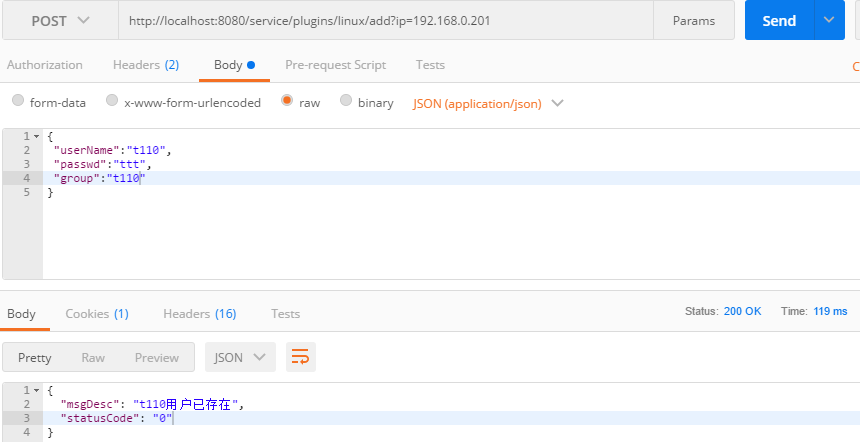 POST http://localhost:8080/service/plugins/linux/add?ip=192.168.0.201 Params Send
Authorization Headers (2) Body Pre-request Script Tests C
form-data x-www-form-urlencoded raw binary JSON (application/json)
1 {
2 "userName":"t110",
3 "passwd":"ttt",
4 "group":"t110"
5 }
Body Cookies (1) Headers (16) Tests Status: 200 OK Time: 119 ms
Pretty Raw Preview JSON
1 {
2 "msgDesc": "t110用户已存在",
3 "statusCode": "0"
4 }